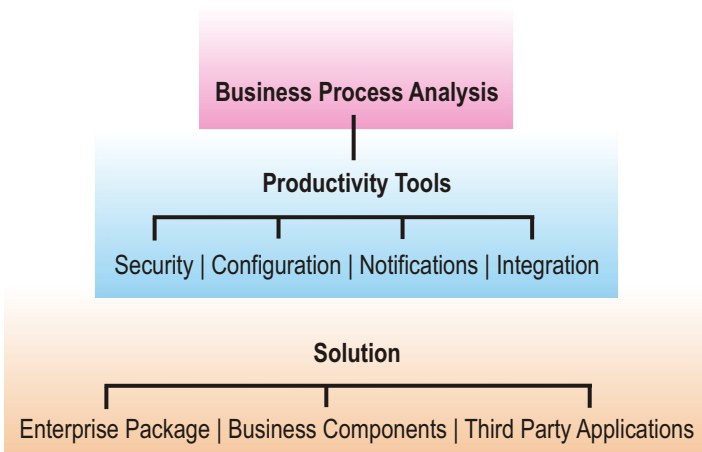 Business Process Analysis
Productivity Tools
Security | Configuration | Notifications | Integration
Solution
Enterprise Package | Business Components | Third Party Applications